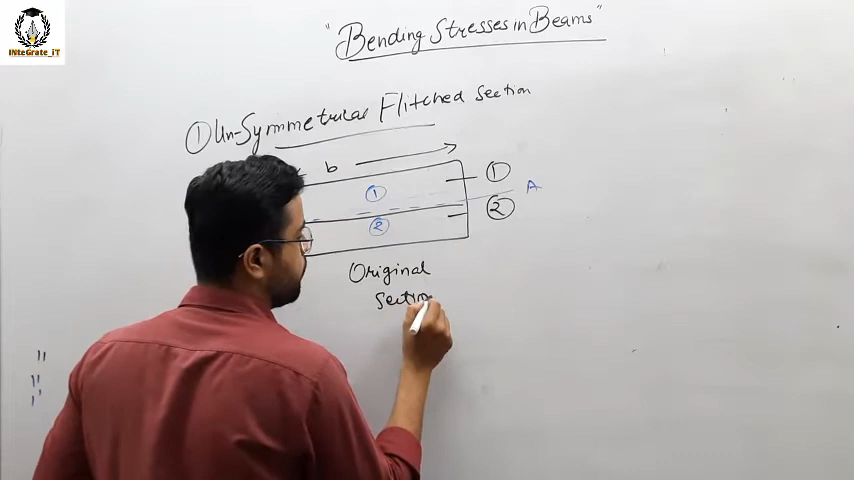 INteGrate_iT
"Bending Stresses in Beams"
① Un-Symmetrical Flitched Section
b
① ①
A
② ②
Original
Section